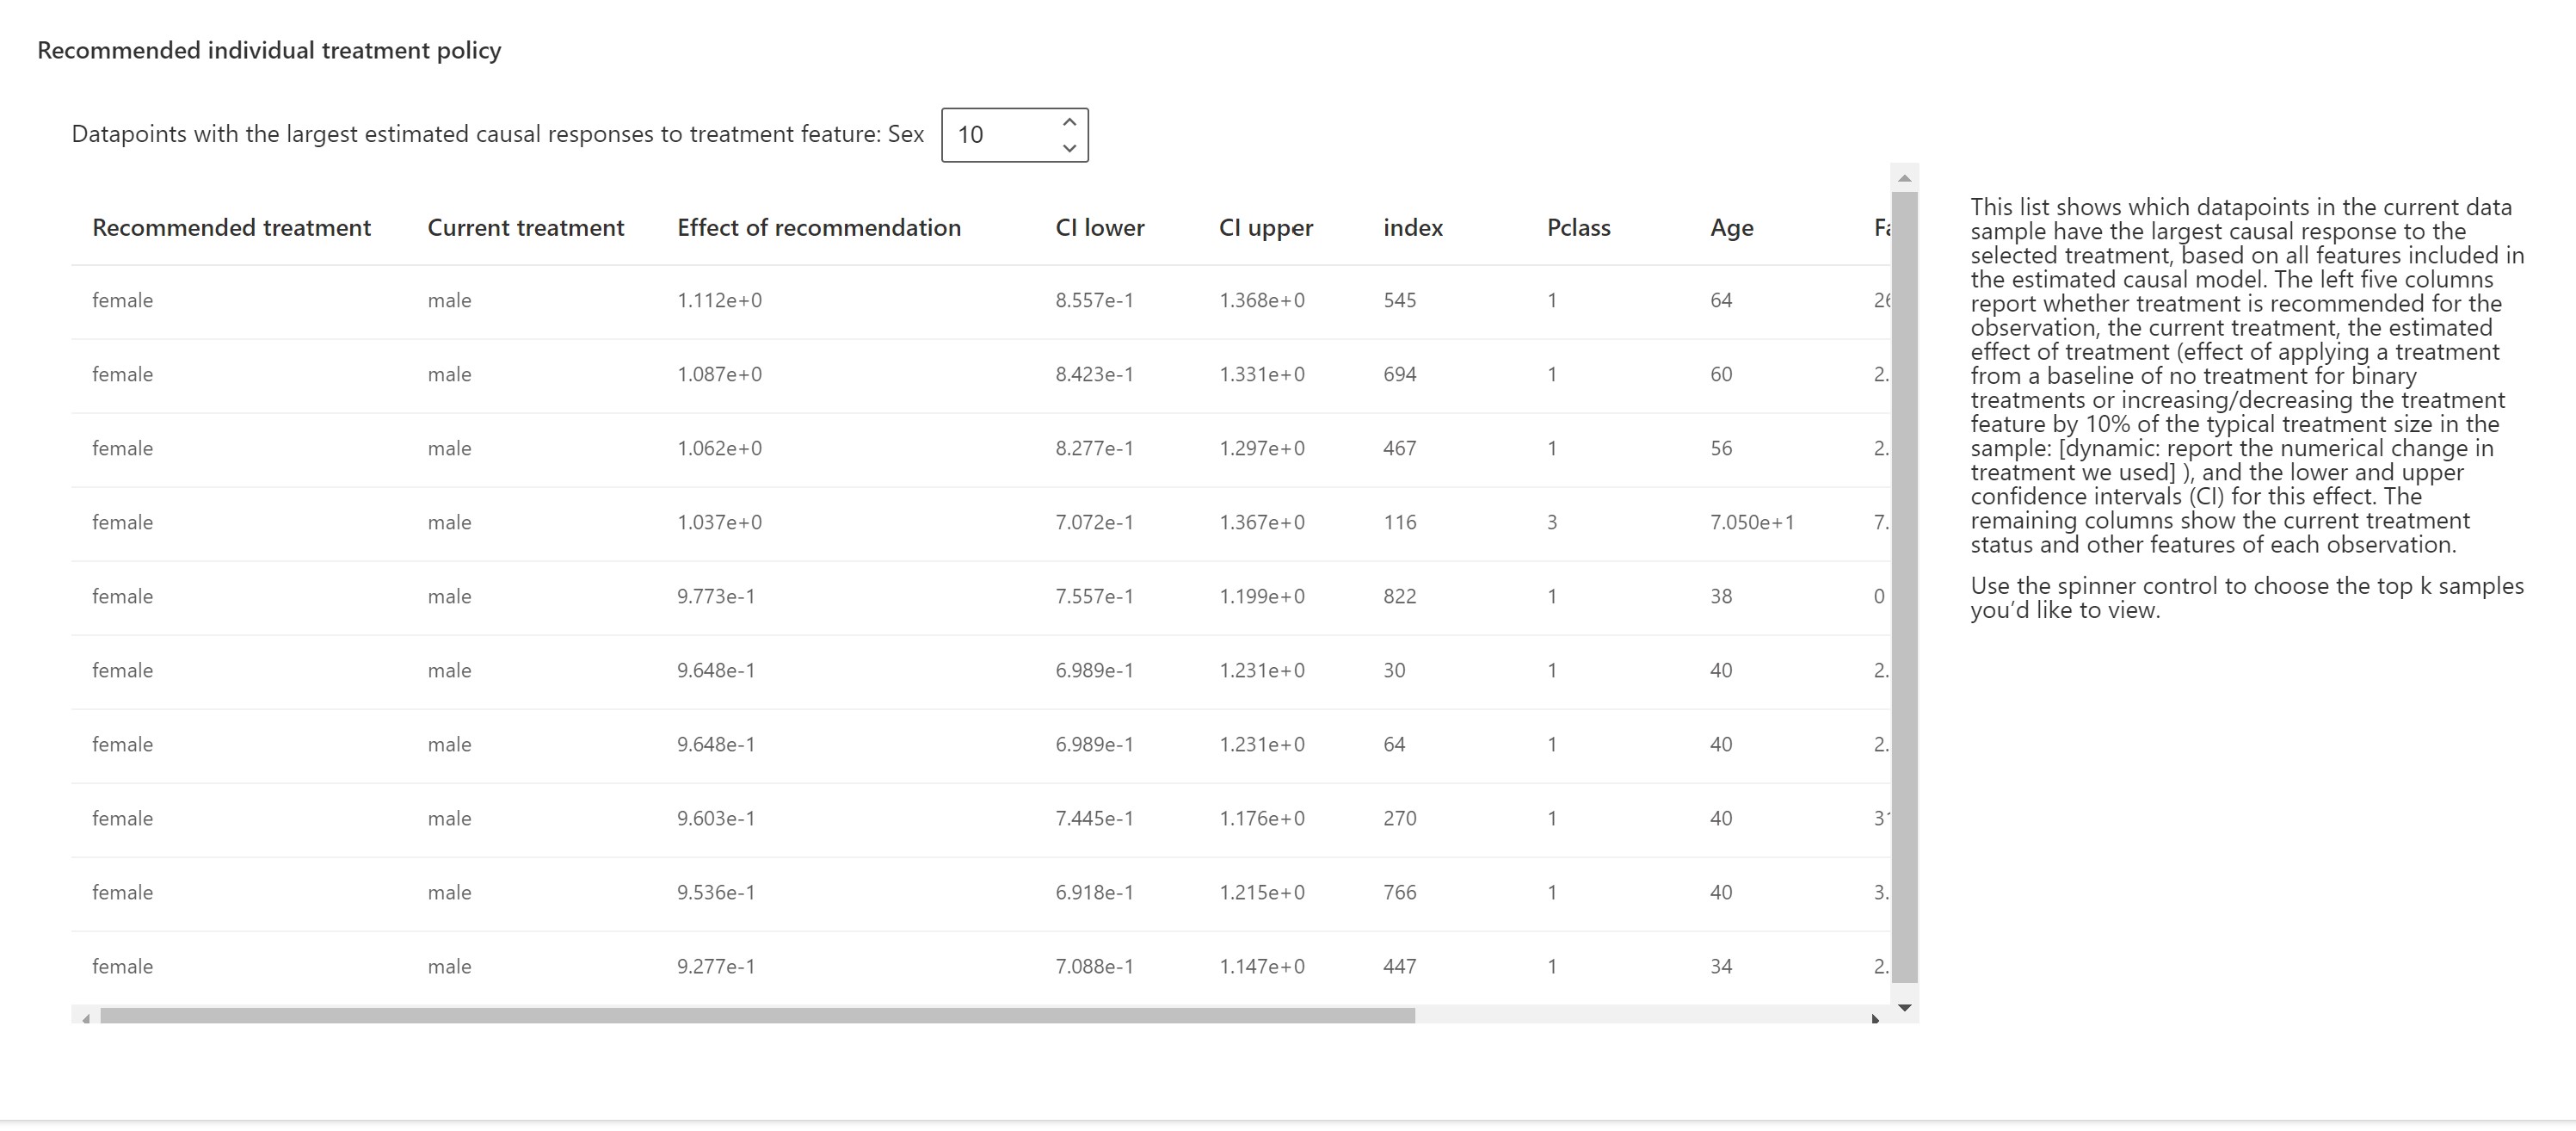 Recommended individual treatment policy
Datapoints with the largest estimated causal responses to treatment feature: Sex 10
Recommended treatment Current treatment Effect of recommendation CI lower CI upper index Pclass Age
female male 1.112e+0 8.557e-1 1.368e+0 545 1 64
female male 1.087e+0 8.423e-1 1.331e+0 694 1 60 2.
female male 1.062e+0 8.277e-1 1.297e+0 467 1 56 2.
female male 1.037e+0 7.072e-1 1.367e+0 116 3 7.050e+1 7.
female male 9.773e-1 7.557e-1 1.199e+0 822 1 38 0
female male 9.648e-1 6.989e-1 1.231e+0 30 1 40 2.
female male 9.648e-1 6.989e-1 1.231e+0 64 1 40 2.
female male 9.603e-1 7.445e-1 1.176e+0 270 1 40
female male 9.536e-1 6.918e-1 1.215e+0 766 1 40 3.
female male 9.277e-1 7.088e-1 1.147e+0 447 1 34 2.
This list shows which datapoints in the current data
sample have the largest causal response to the
selected treatment, based on all features included in
the estimated causal model. The left five columns
report whether treatment is recommended for the
observation, the current treatment, the estimated
effect of treatment (effect of applying a treatment
from a baseline of no treatment for binary
treatments or increasing/decreasing the treatment
feature by 10% of the typical treatment size in the
sample: [dynamic: report the numerical change in
treatment we used] ), and the lower and upper
confidence intervals (CI) for this effect. The
remaining columns show the current treatment
status and other features of each observation.
Use the spinner control to choose the top k samples
you’d like to view.